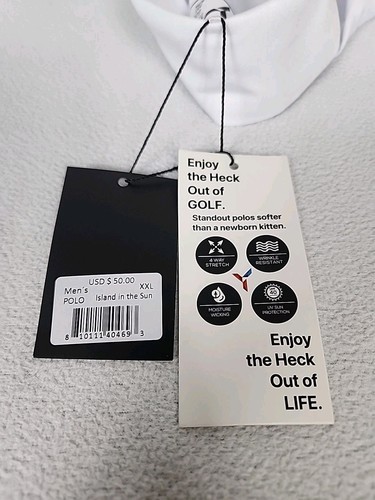 Enjoy
the Heck
Out of
GOLF.
Standout polos softer
than a newborn kitten.
4 WAY
STRETCH
WRINKLE
RESISTANT
MOISTURE
WICKING
40
UV SUN
PROTECTION
Enjoy
the Heck
Out of
LIFE.
USD $ 50.00
Men's XXL
POLO Island in the Sun
8 10111 40469 3